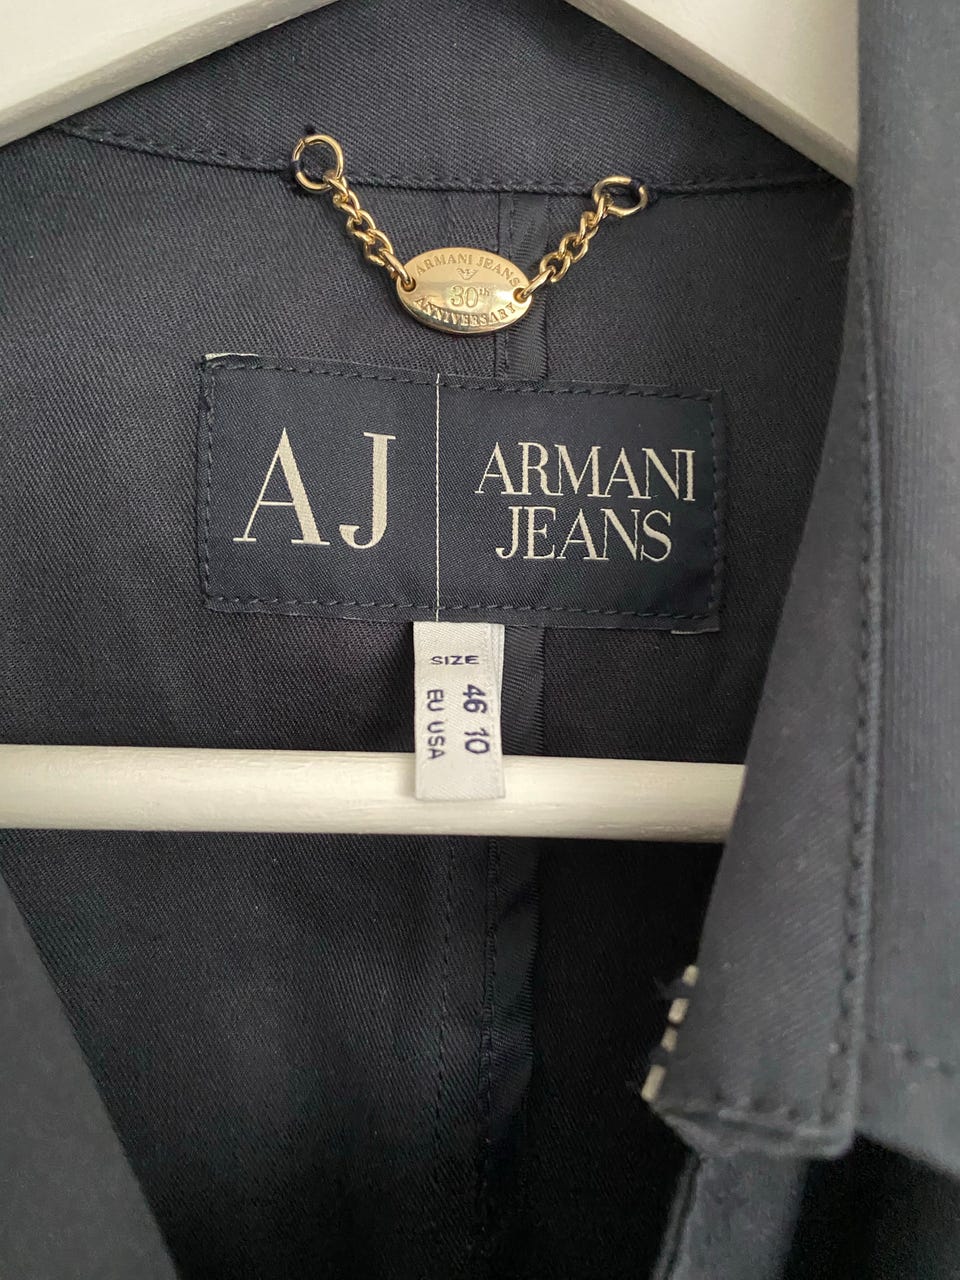 ARMANI JEANS
30th
ANNIVERSARY
AJ
ARMANI
JEANS
SIZE
46 10
EU USA